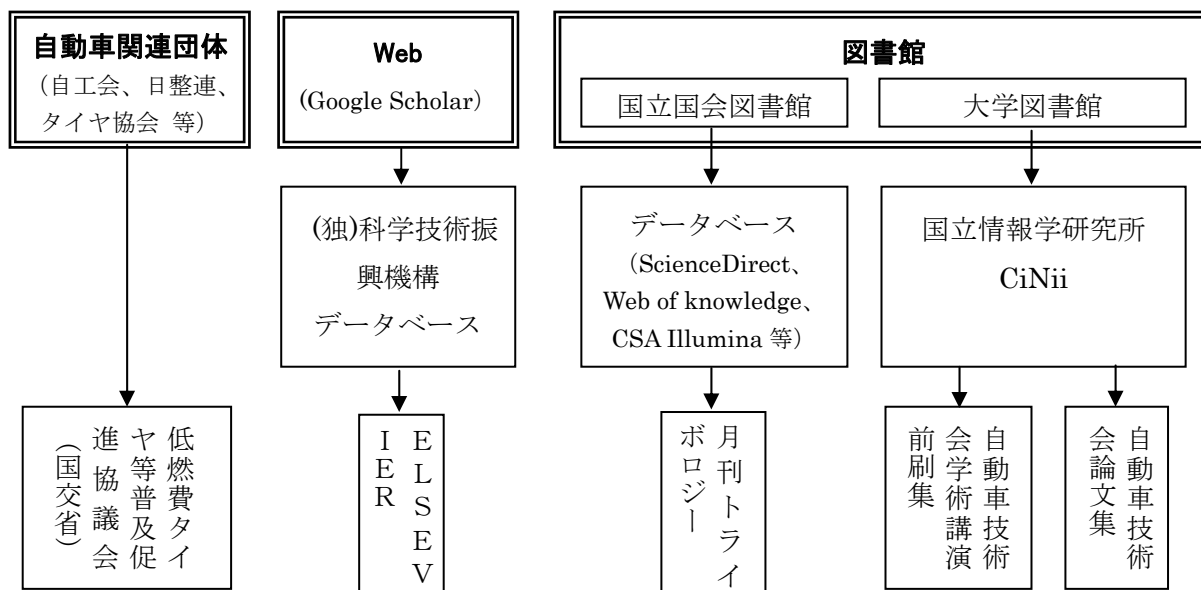 自動車関連団体
（自工会、日整連、
タイヤ協会 等）
Web
(Google Scholar）
図書館
国立国会図書館
大学図書館
(独)科学技術振
興機構
データベース
データベース
（ScienceDirect、
Web of knowledge、
CSA Illumina 等）
国立情報学研究所
CiNii
低燃費タイ
ヤ等普及促
進協議会
（国交省）
ELSEV
IER
月刊トライ
ボロジー
自動車技術
会学術講演
前刷集
自動車技術
会論文集